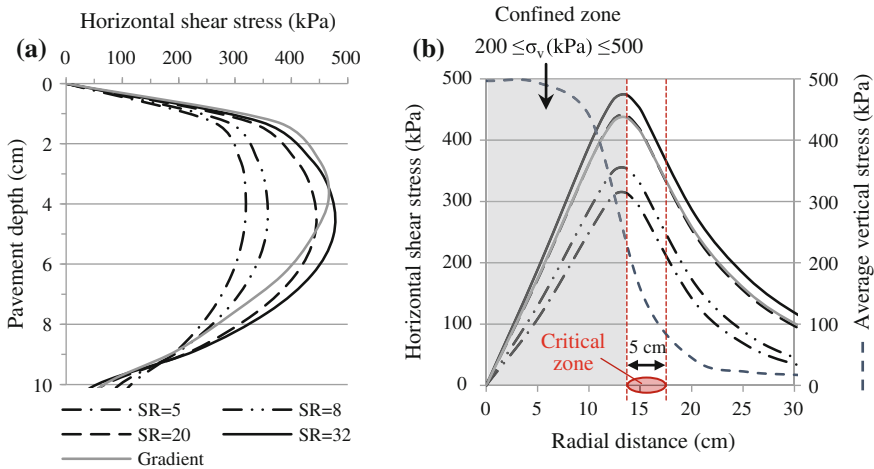 Horizontal shear stress (kPa)
(a)
0 100 200 300 400 500
0
2
4
6
8
10
Pavement depth (cm)
SR=5 SR=8
SR=20 SR=32
Gradient
Confined zone
(b) 200 ≤σv(kPa) ≤500
500
400
300
200
100
0
Horizontal shear stress (kPa)
500
400
300
200
100
0
Average vertical stress (kPa)
Critical
zone
5 cm
0 5 10 15 20 25 30
Radial distance (cm)